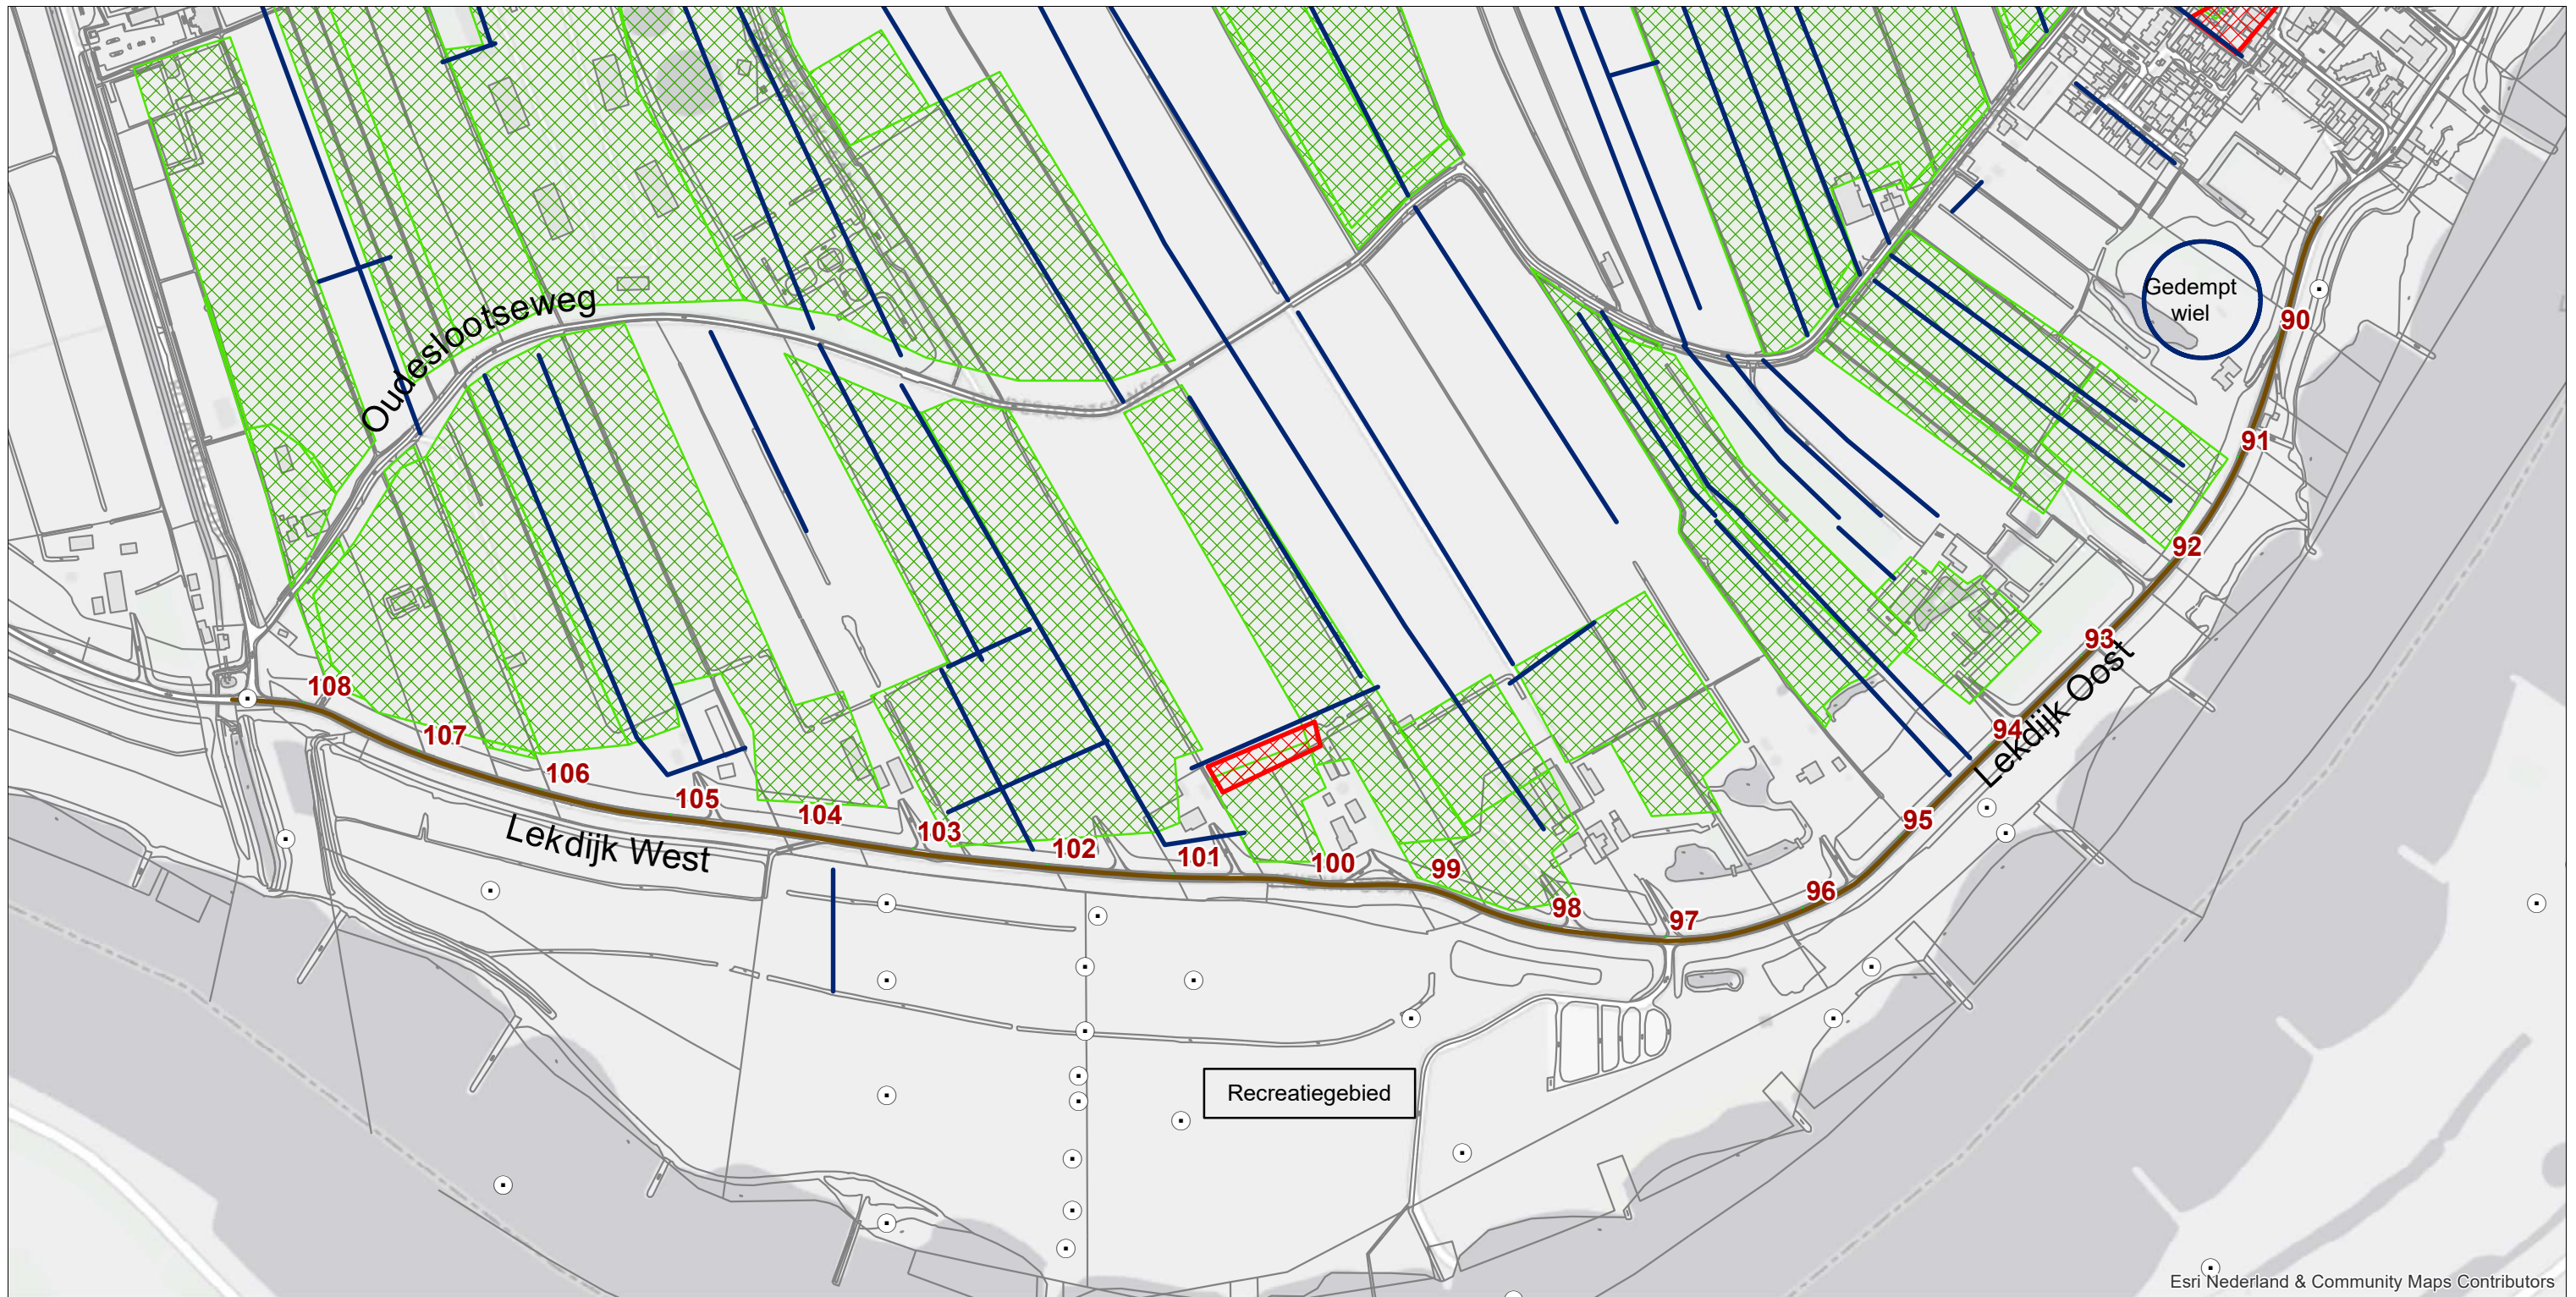 Oudeslootseweg
Gedempt
wiel
90
91
92
93
Lekdijk Oost
94
95
96
97
98
99
100
101
102
103
104
105
106
107
108
Lekdijk West
Recreatiegebied
Esri Nederland & Community Maps Contributors